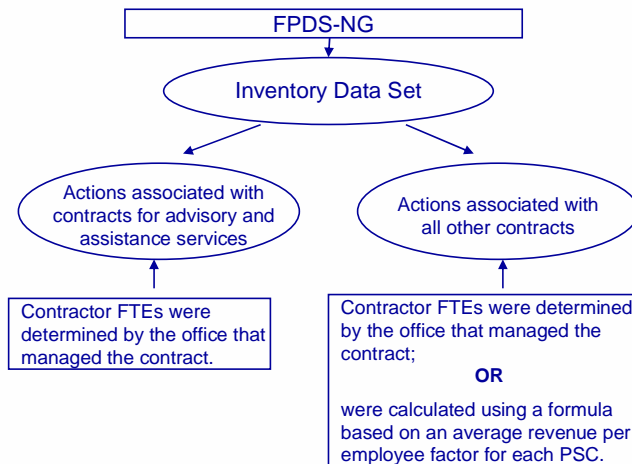 FPDS-NG
Inventory Data Set
Actions associated with
contracts for advisory and
assistance services
Actions associated with
all other contracts
Contractor FTEs were
determined by the office that
managed the contract.
Contractor FTEs were determined
by the office that managed the
contract;
OR
were calculated using a formula
based on an average revenue per
employee factor for each PSC.